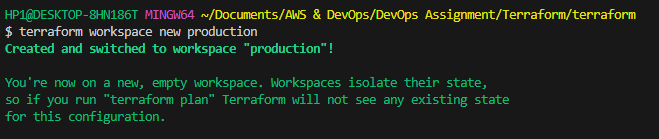 HP1@DESKTOP-8HN186T MINGW64 ~/Documents/AWS & DevOps/DevOps Assignment/Terraform/terraform
$ terraform workspace new production
Created and switched to workspace "production"!
You're now on a new, empty workspace. Workspaces isolate their state,
so if you run "terraform plan" Terraform will not see any existing state
for this configuration.